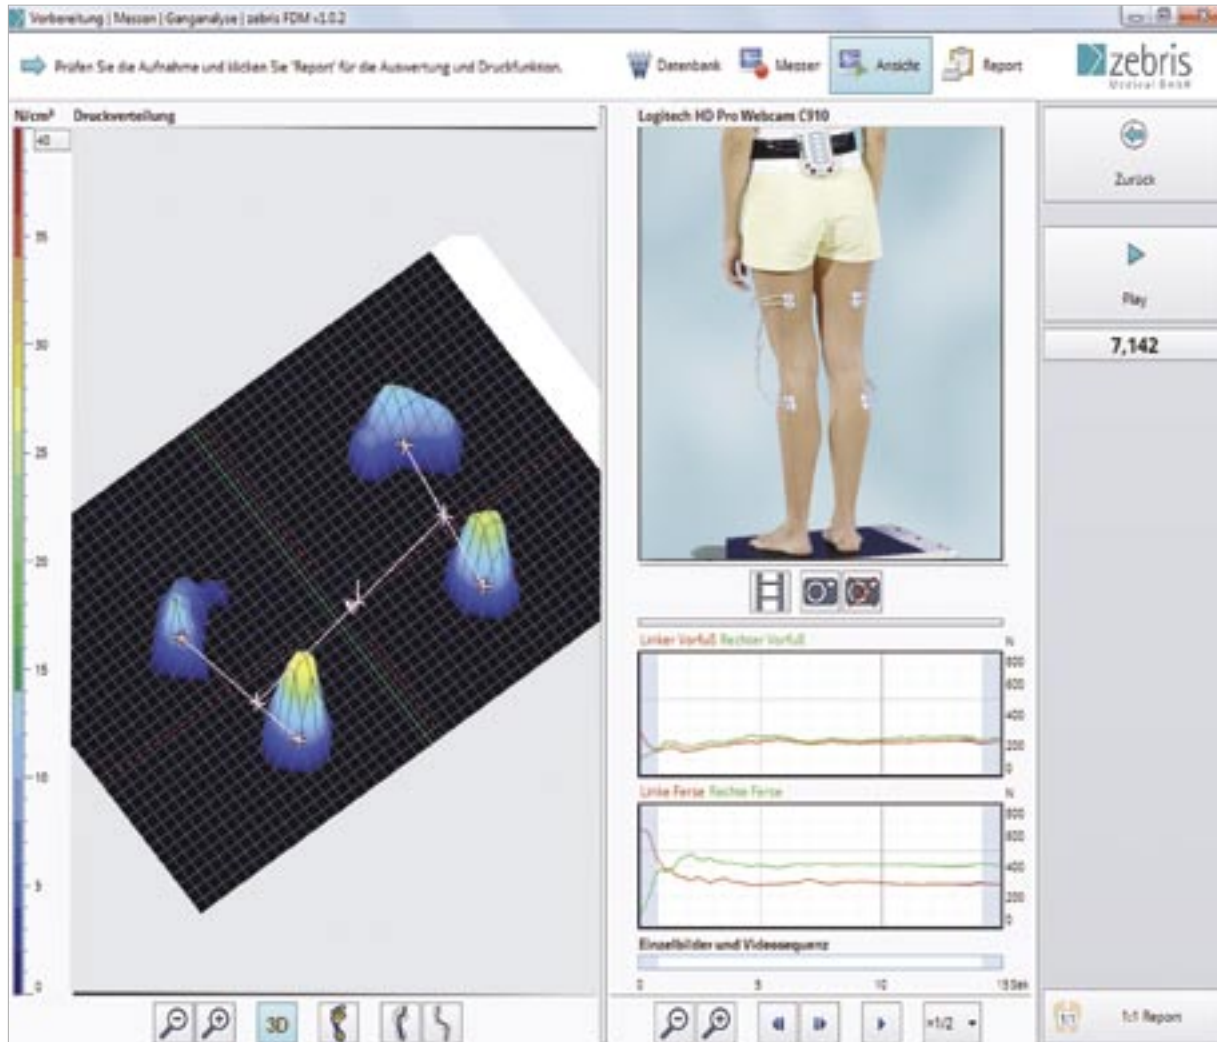 Vorbereitung | Messen | Ganganalyse | zebris FDM v1.0.2
Prüfen Sie die Aufnahme und klicken Sie 'Report' für die Auswertung und Druckfunktion.
Datenbank
Messen
Ansicht
Report
zebris
Medical GmbH
N/cm²
Druckverteilung
40
35
30
25
20
15
10
5
0
3D
Logitech HD Pro Webcam C910
Linker Vorfuß Rechter Vorfuß
N
800
600
400
200
0
Linke Ferse Rechte Ferse
N
800
600
400
200
0
Einzelbilder und Videosequenz
0 5 10 15 Sek
×1/2
Zurück
Play
7,142
1:1
1:1 Report